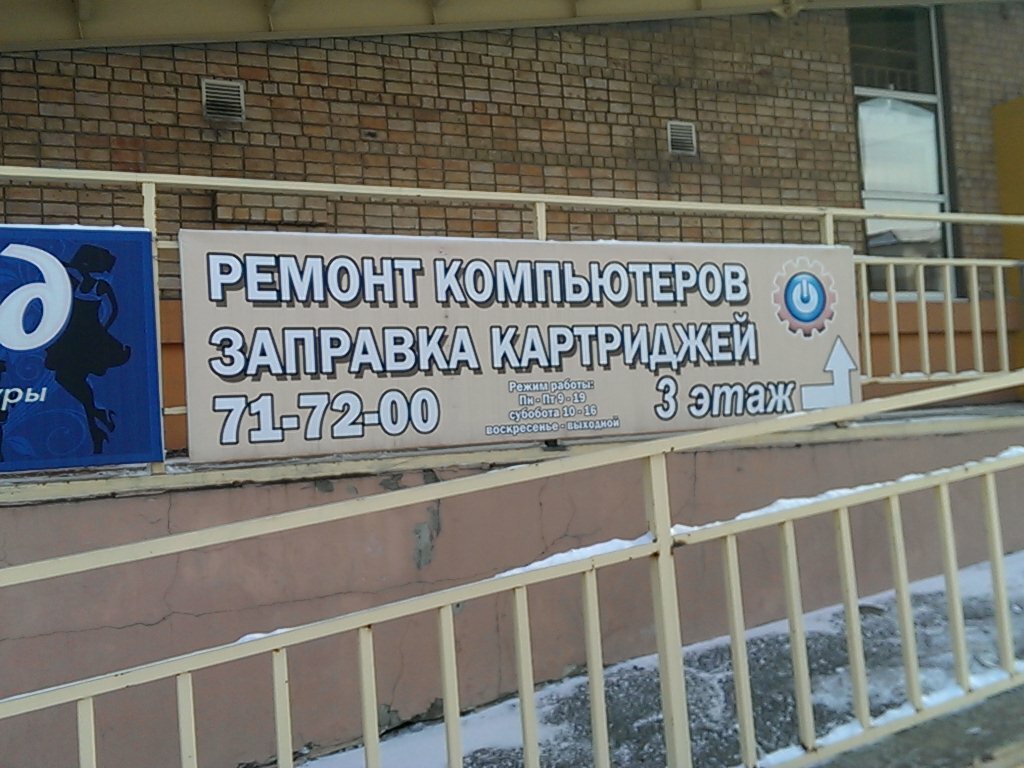 РЕМОНТ КОМПЬЮТЕРОВ
ЗАПРАВКА КАРТРИДЖЕЙ
71-72-00
Режим работы:
Пн - Пт 9 - 19
суббота 10 - 16
воскресенье - выходной
3 этаж